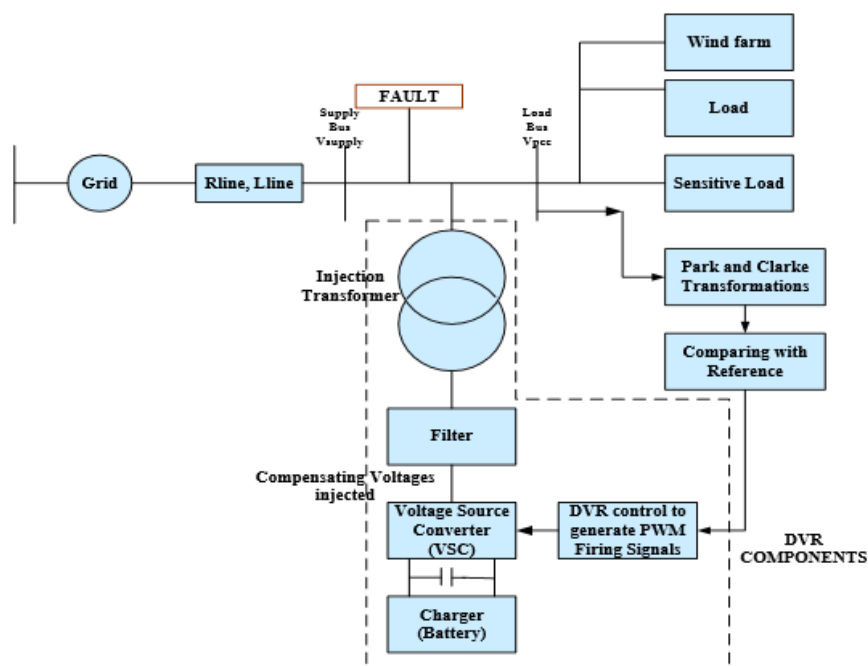 Wind farm
FAULT
Supply
Bus
Vsupply
Load
Bus
Vpcc
Load
Grid
Rline, Lline
Sensitive Load
Injection
Transformer
Park and Clarke
Transformations
Comparing with
Reference
Filter
Compensating Voltages
injected
Voltage Source
Converter
(VSC)
DVR control to
generate PWM
Firing Signals
DVR
COMPONENTS
Charger
(Battery)